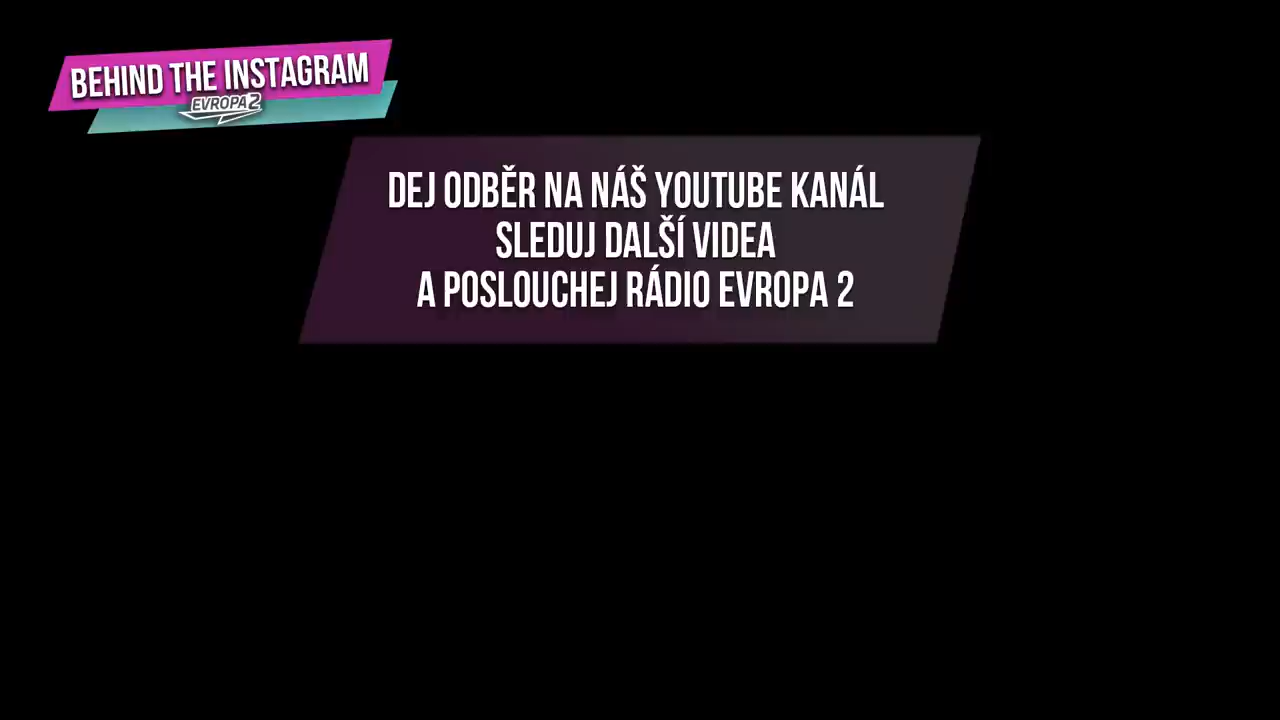 BEHIND THE INSTAGRAM
EVROPA 2
DEJ ODBĚR NA NÁŠ YOUTUBE KANÁL
SLEDUJ DALŠÍ VIDEA
A POSLOUCHEJ RÁDIO EVROPA 2